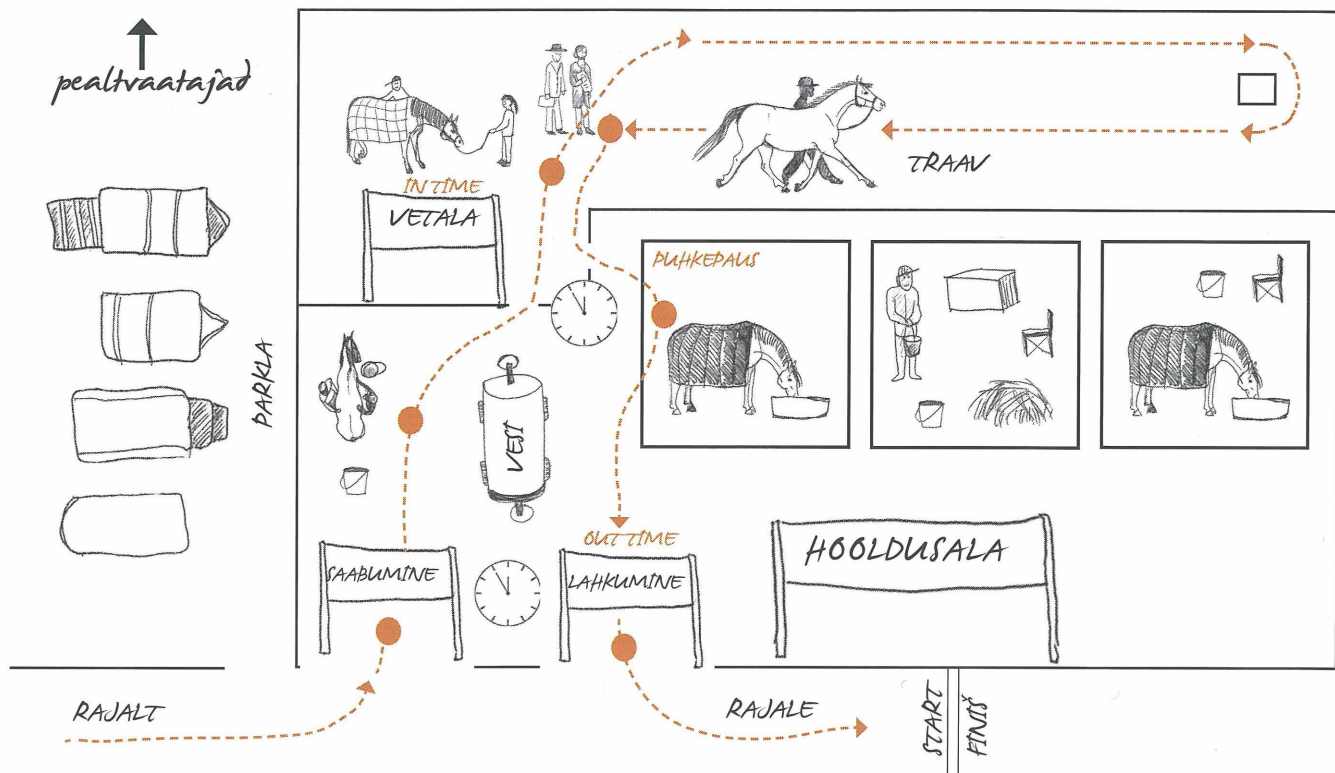 pealtvaatajad
PARKLA
IN TIME
VETALA
TRAAV
PUHKEPAUS
VESI
SAABUMINE
OUT TIME
LAHKUMINE
HOOLDUSALA
RAJALT
RAJALE
START
FINIŠ